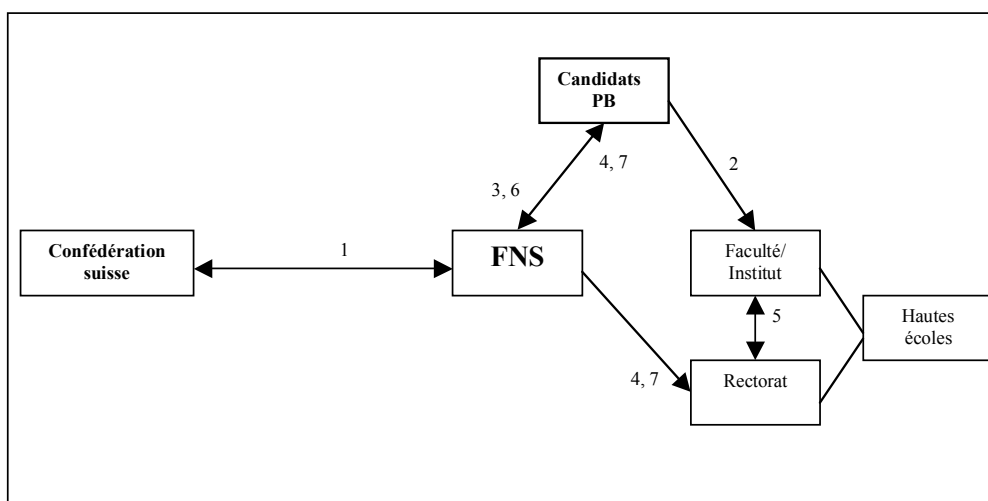 Candidats
PB
4, 7
2
3, 6
Confédération
suisse
1
FNS
Faculté/
Institut
5
Hautes
écoles
4, 7
Rectorat